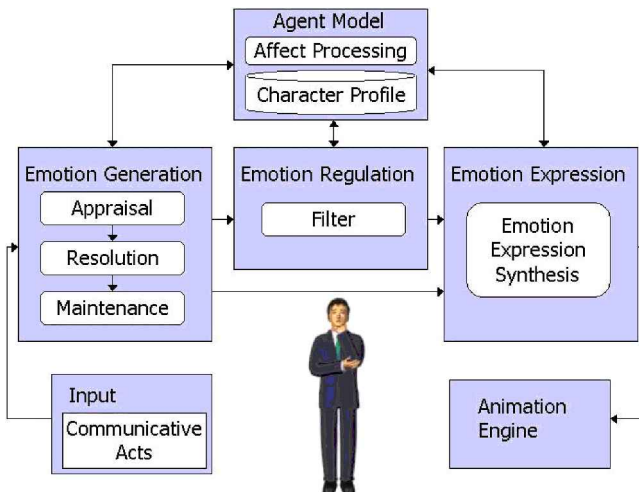 Agent Model
Affect Processing
Character Profile
Emotion Generation
Appraisal
Resolution
Maintenance
Emotion Regulation
Filter
Emotion Expression
Emotion
Expression
Synthesis
Input
Communicative
Acts
Animation
Engine